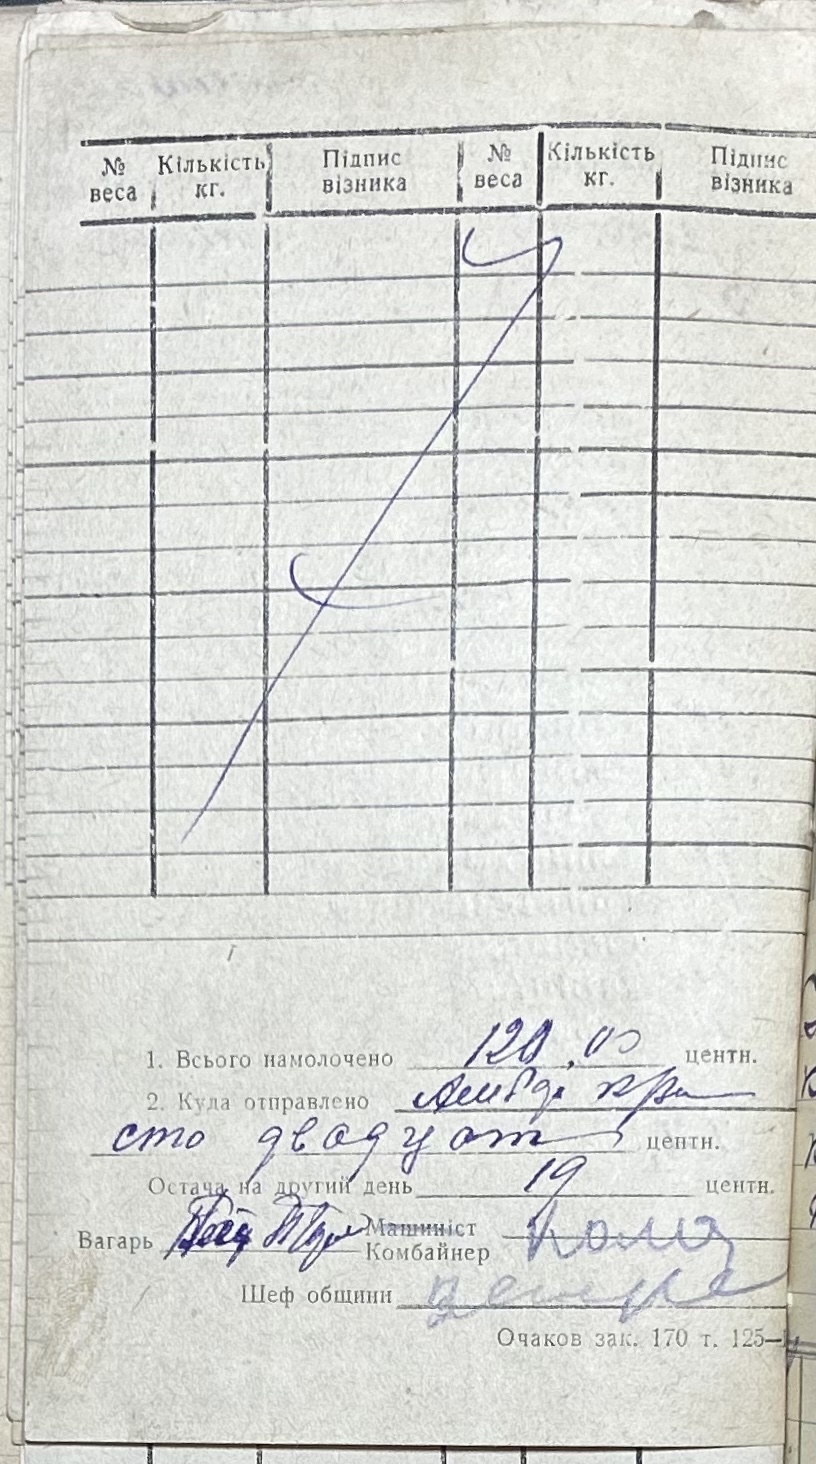 № веса Кількість кг. Підпис візника № веса Кількість кг. Підпис візника
1. Всього намолочено 120,00 центн.
2. Куда отправлено Амбар
сто двадцат центн.
Остача на другий день 19 центн.
Вагарь Машиніст
Комбайнер
Шеф общини
Очаков зак. 170 т. 125—